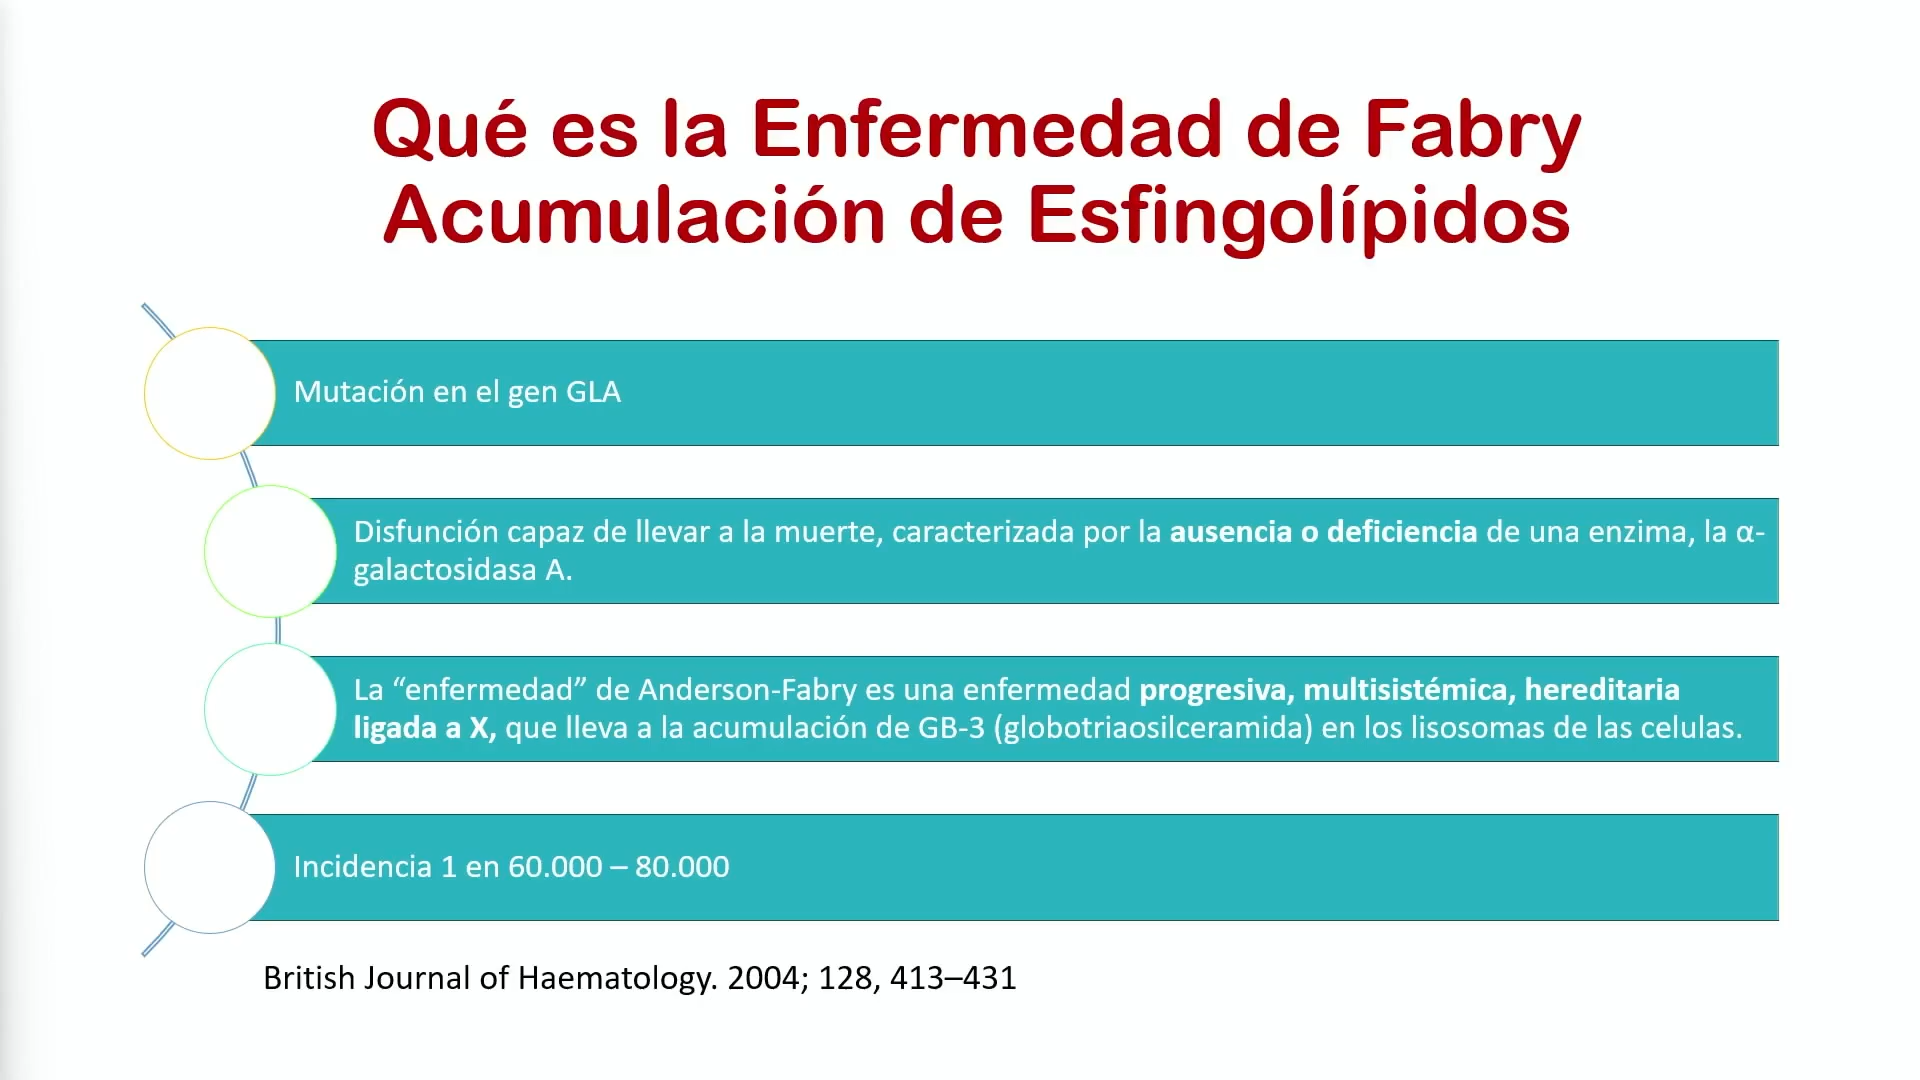 Qué es la Enfermedad de Fabry
Acumulación de Esfingolípidos
Mutación en el gen GLA
Disfunción capaz de llevar a la muerte, caracterizada por la ausencia o deficiencia de una enzima, la α-
galactosidasa A.
La “enfermedad” de Anderson-Fabry es una enfermedad progresiva, multisistémica, hereditaria
ligada a X, que lleva a la acumulación de GB-3 (globotriaosilceramida) en los lisosomas de las celulas.
Incidencia 1 en 60.000 – 80.000
British Journal of Haematology. 2004; 128, 413–431